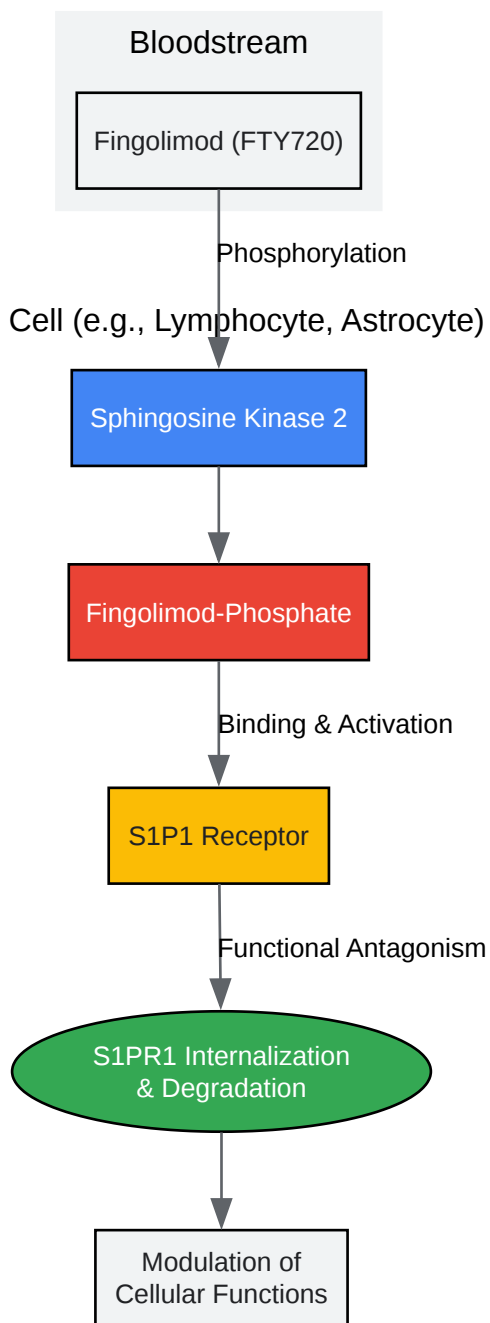 Bloodstream
Fingolimod (FTY720)
Phosphorylation
Cell (e.g., Lymphocyte, Astrocyte)
Sphingosine Kinase 2
Fingolimod-Phosphate
Binding & Activation
S1P1 Receptor
Functional Antagonism
S1PR1 Internalization
& Degradation
Modulation of
Cellular Functions